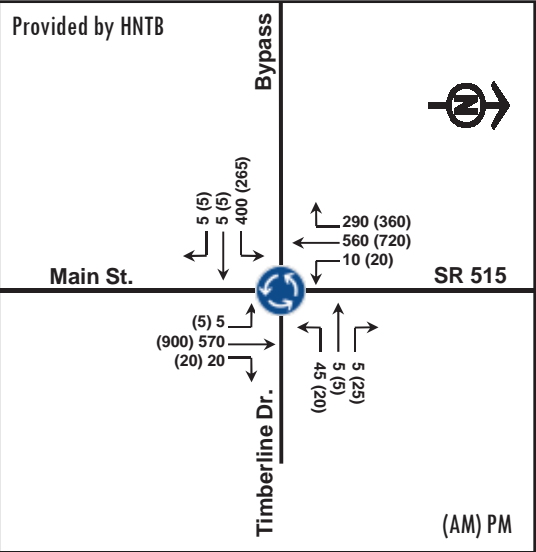 Provided by HNTB
Bypass
N
5 (5)
5 (5)
400 (265)
290 (360)
560 (720)
10 (20)
Main St.
SR 515
(5) 5
(900) 570
(20) 20
45 (20)
5 (5)
5 (25)
Timberline Dr.
(AM) PM